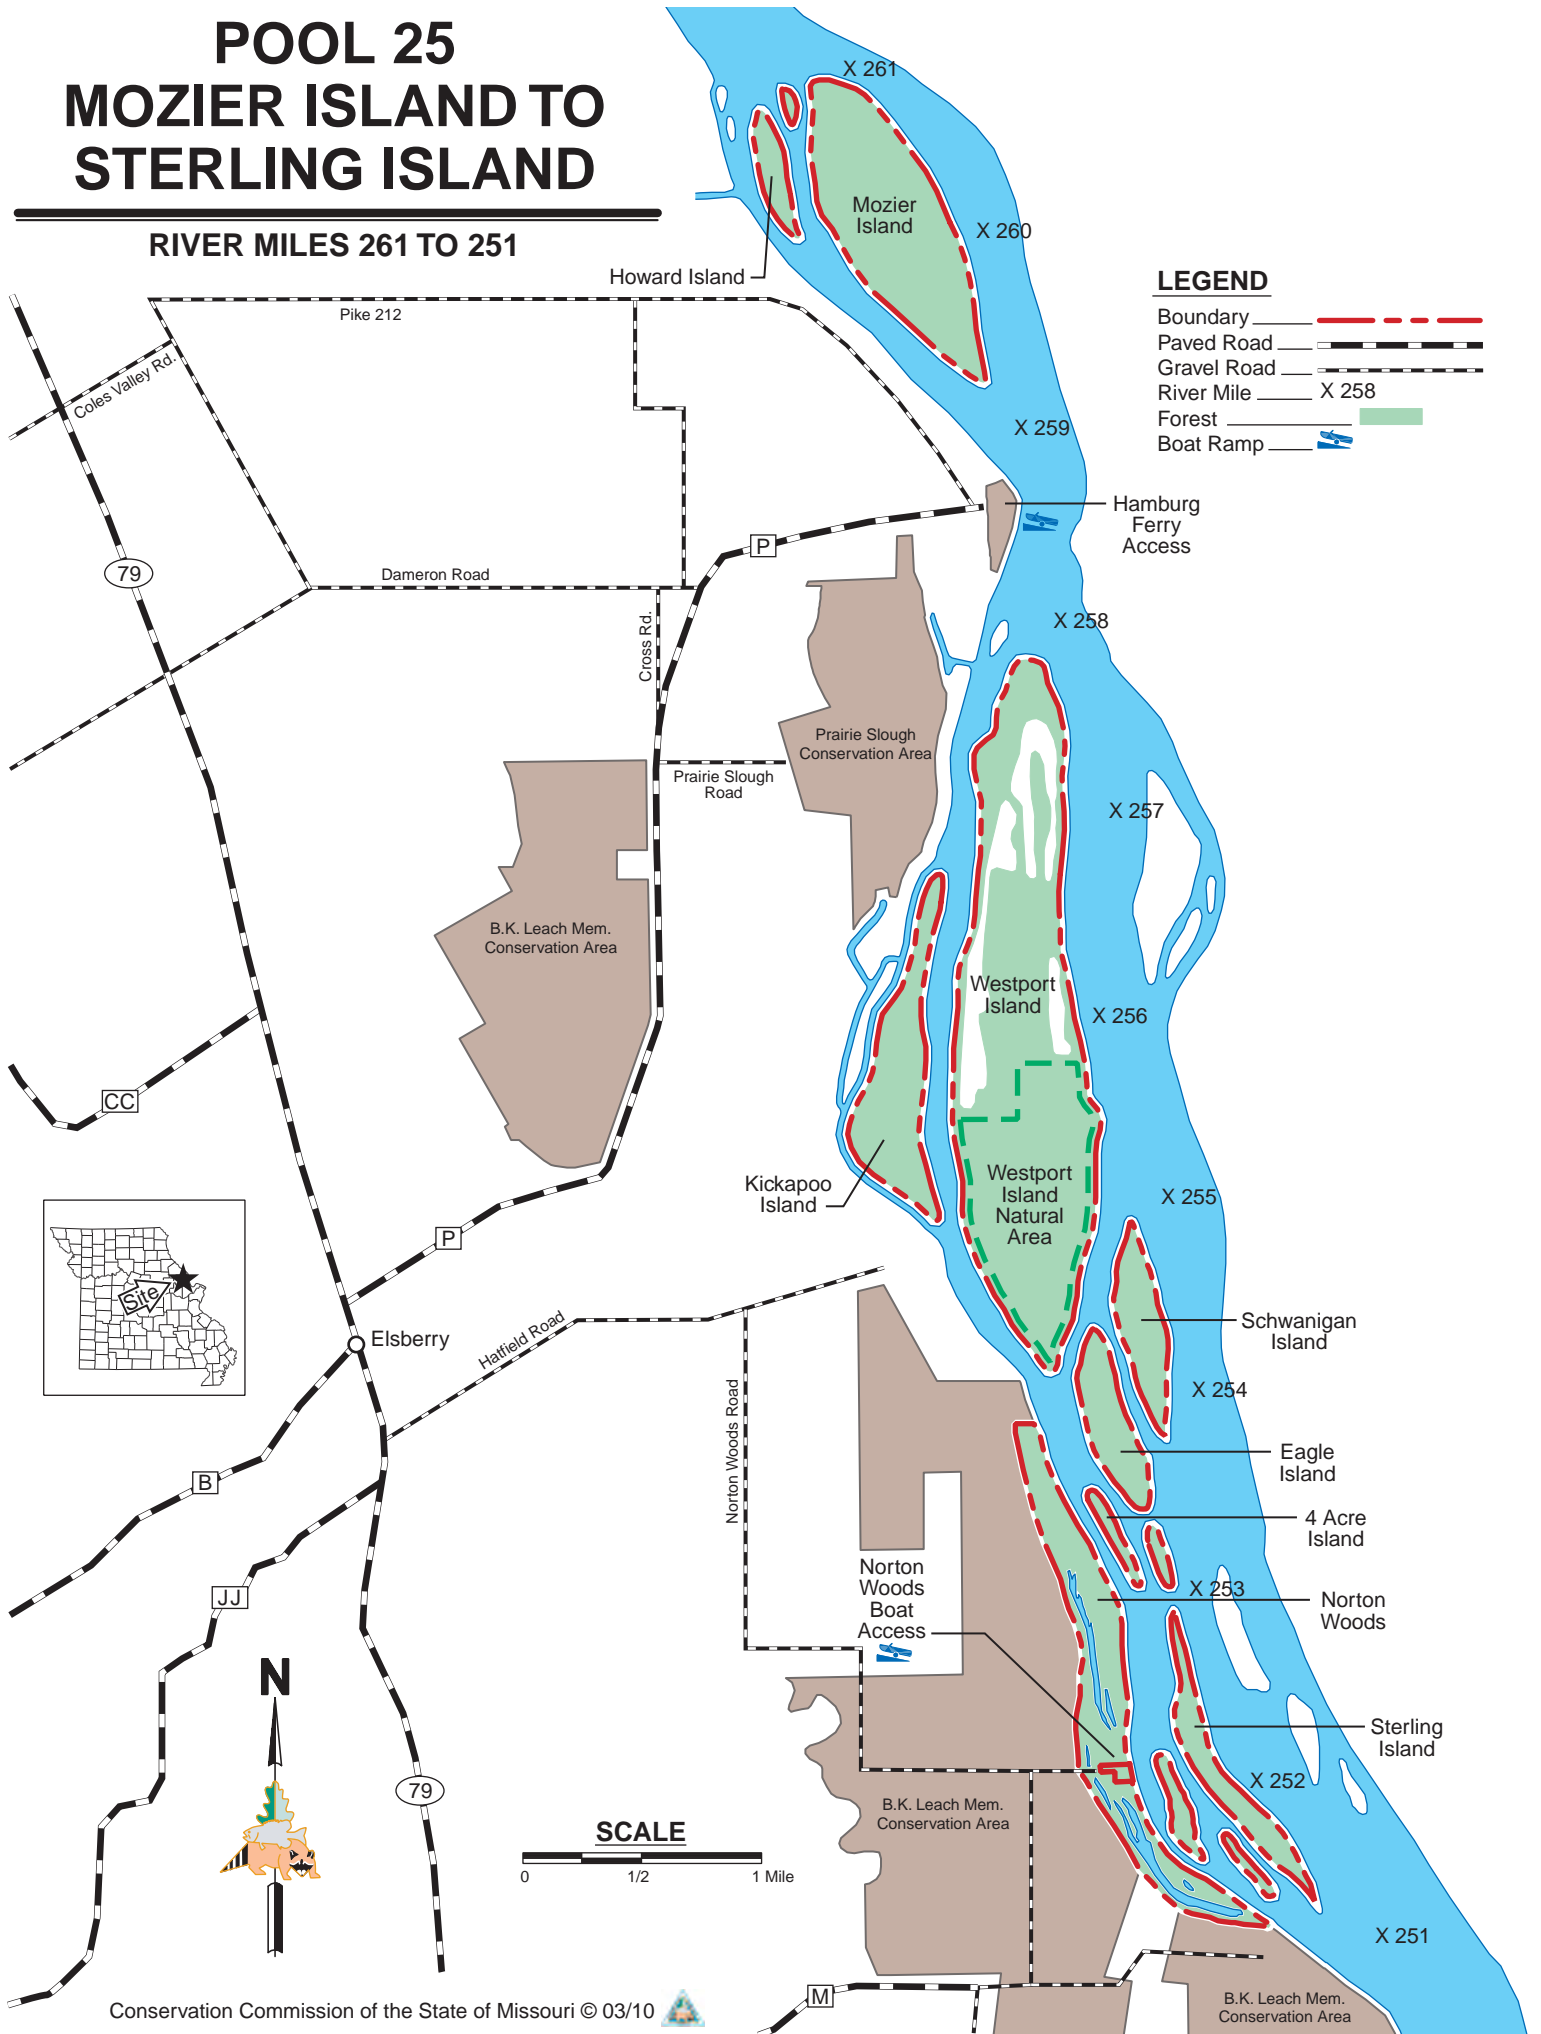 POOL 25
MOZIER ISLAND TO
STERLING ISLAND
RIVER MILES 261 TO 251
X 261
Mozier
Island
X 260
Howard Island
LEGEND
Boundary
Paved Road
Gravel Road
River Mile
X 258
Forest
Boat Ramp
Pike 212
Coles Valley Rd.
X 259
Hamburg
Ferry
Access
P
79
Dameron Road
Cross Rd.
X 258
Prairie Slough
Conservation Area
Prairie Slough
Road
X 257
B.K. Leach Mem.
Conservation Area
Westport
Island
X 256
CC
Kickapoo
Island
Westport
Island
Natural
Area
X 255
P
Site
Elsberry
Hatfield Road
Schwanigan
Island
X 254
Norton Woods Road
Eagle
Island
B
4 Acre
Island
Norton
Woods
Boat
Access
X 253
Norton
Woods
JJ
N
Sterling
Island
X 252
79
B.K. Leach Mem.
Conservation Area
SCALE
0
1/2
1 Mile
X 251
M
B.K. Leach Mem.
Conservation Area
Conservation Commission of the State of Missouri © 03/10